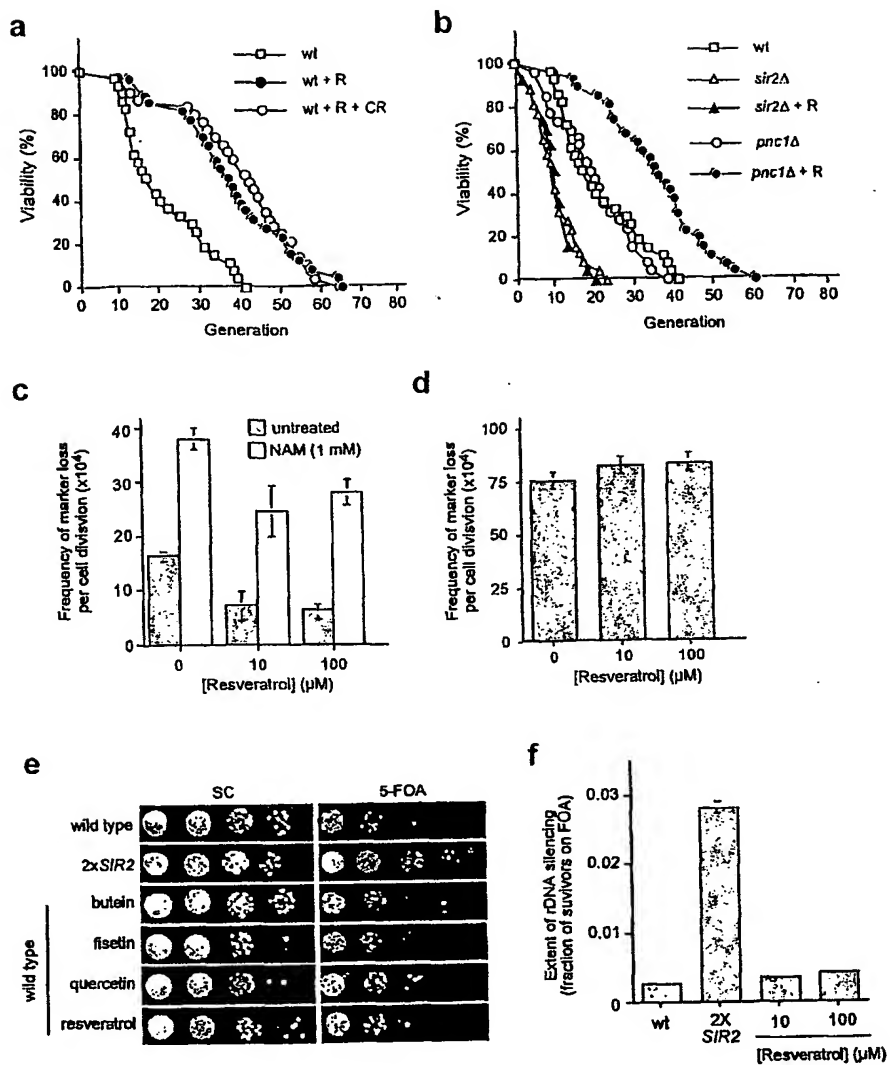 a
wt
wt + R
wt + R + CR
Viability (%)
100
80
60
40
20
0
0 10 20 30 40 50 60 70 80
Generation
b
wt
sir2Δ
sir2Δ + R
pnc1Δ
pnc1Δ + R
Viability (%)
100
80
60
40
20
0
0 10 20 30 40 50 60 70 80
Generation
c
untreated
NAM (1 mM)
Frequency of marker loss
per cell divisvion (x10⁴)
40
30
20
10
0
0 10 100
[Resveratrol] (µM)
d
Frequency of marker loss
per cell divisvion (x10⁴)
100
75
50
25
0
0 10 100
[Resveratrol] (µM)
e
SC 5-FOA
wild type
2xSIR2
butein
fisetin
quercetin
resveratrol
wild type
f
Extent of rDNA silencing
(fraction of suvivors on FOA)
0.03
0.02
0.01
0
wt 2X SIR2 10 100
[Resveratrol] (µM)